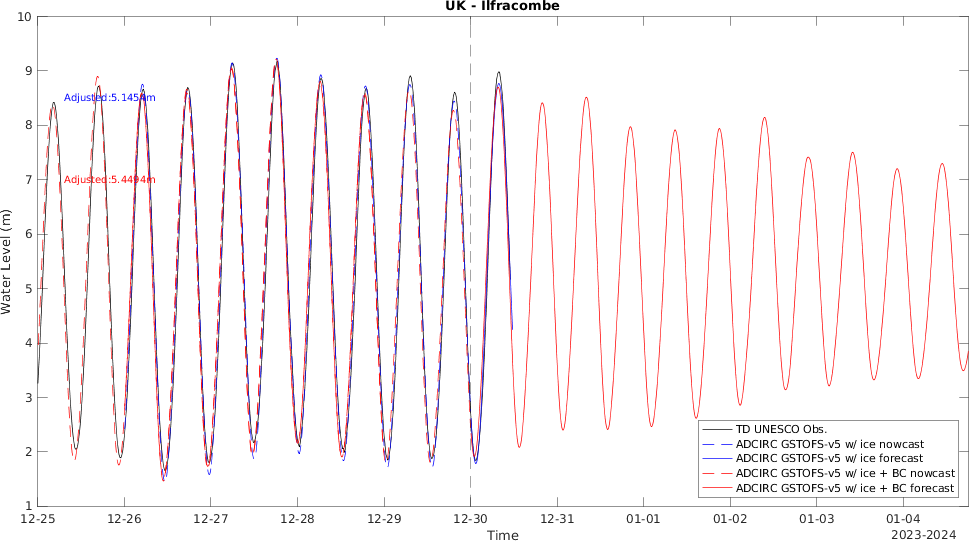 UK - Ilfracombe
10
9
8
7
6
5
4
3
2
1
Water Level (m)
Adjusted:5.1454m
Adjusted:5.4494m
TD UNESCO Obs.
ADCIRC GSTOFS-v5 w/ ice nowcast
ADCIRC GSTOFS-v5 w/ ice forecast
ADCIRC GSTOFS-v5 w/ ice + BC nowcast
ADCIRC GSTOFS-v5 w/ ice + BC forecast
12-25 12-26 12-27 12-28 12-29 12-30 12-31 01-01 01-02 01-03 01-04
Time
2023-2024